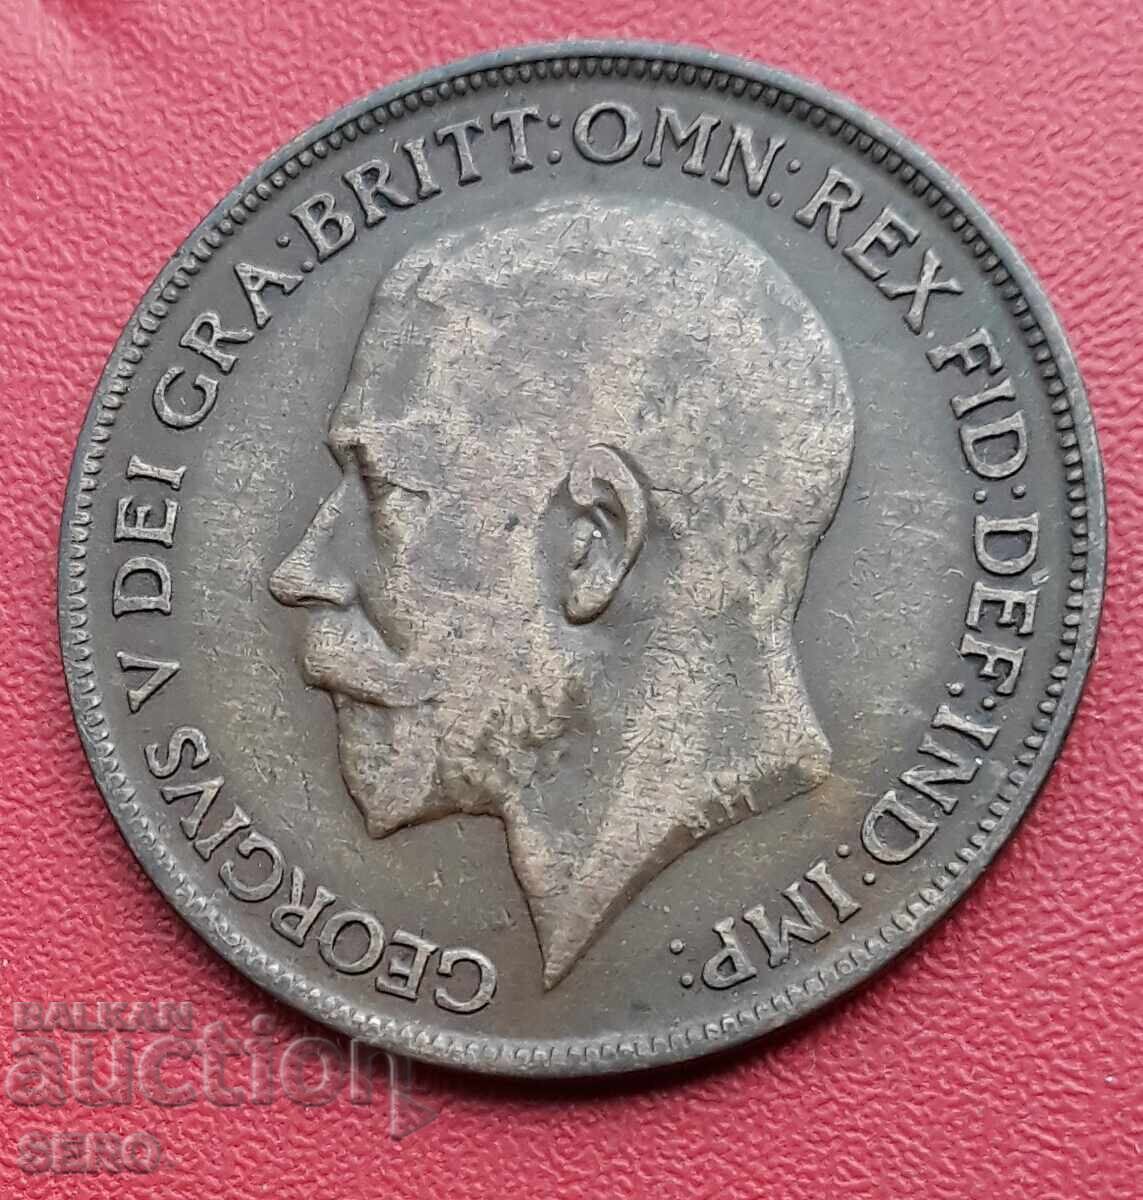 GEORGIVS V DEI GRA:BRITT:OMN:REX FID:DEF:IND:IMP:
BALKAN
auction
SERO.